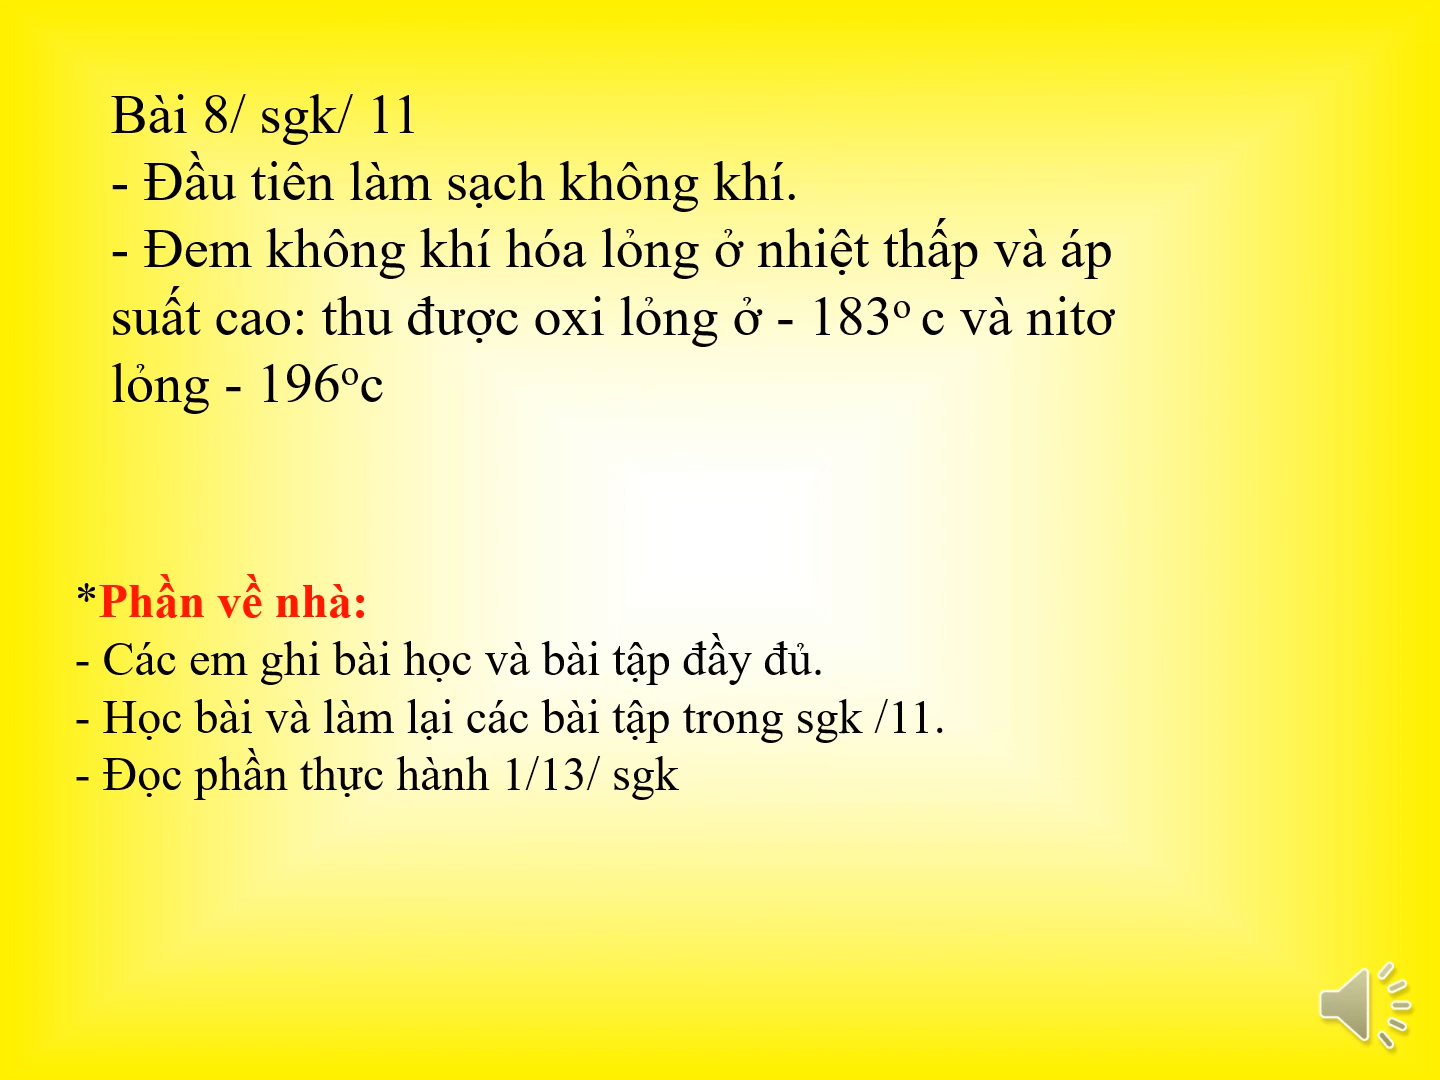 Bài 8/ sgk/ 11
- Đầu tiên làm sạch không khí.
- Đem không khí hóa lỏng ở nhiệt thấp và áp
suất cao: thu được oxi lỏng ở - 183º c và nitơ
lỏng - 196ºc
*Phần về nhà:
- Các em ghi bài học và bài tập đầy đủ.
- Học bài và làm lại các bài tập trong sgk /11.
- Đọc phần thực hành 1/13/ sgk